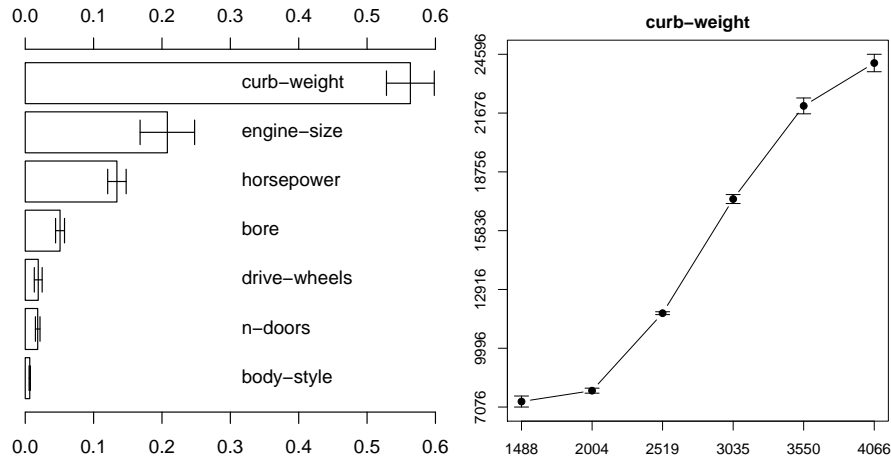 0.0 0.1 0.2 0.3 0.4 0.5 0.6
curb−weight
engine−size
horsepower
bore
drive−wheels
n−doors
body−style
0.0 0.1 0.2 0.3 0.4 0.5 0.6
curb−weight
24596
21676
18756
15836
12916
9996
7076
1488 2004 2519 3035 3550 4066